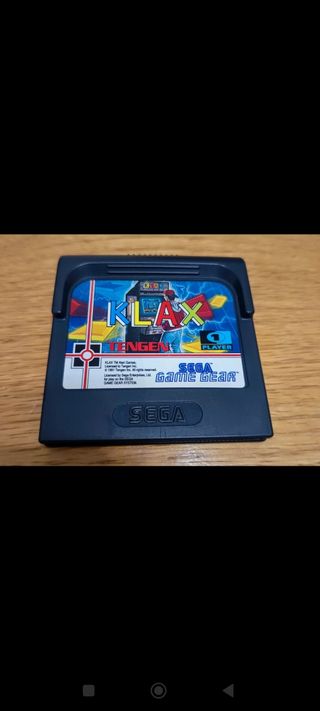 KLAX
TENGEN
1
PLAYER
KLAX TM Atari Games.
Licensed to Tengen Inc.
© 1991 Tengen Inc. All rights reserved.
Licensed by Sega Enterprises, Ltd.
for play on the SEGA
GAME GEAR SYSTEM.
SEGA
GAME GEAR
SEGA